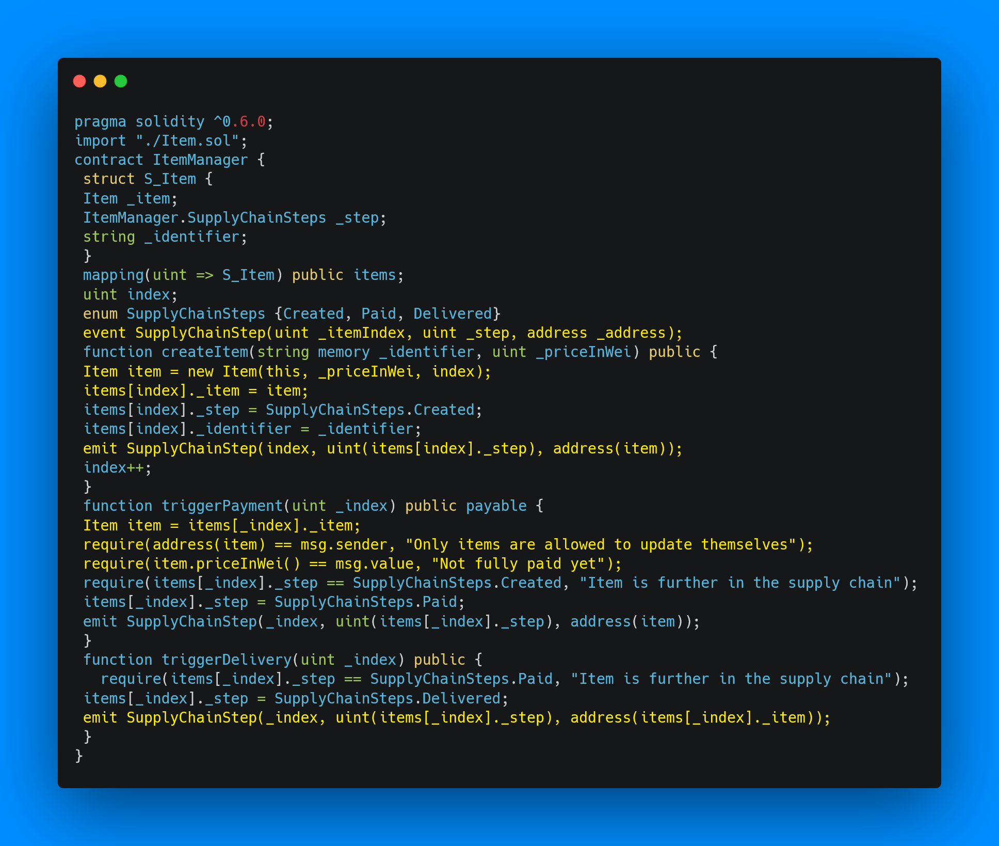 pragma solidity ^0.6.0;
import "./Item.sol";
contract ItemManager {
 struct S_Item {
 Item _item;
 ItemManager.SupplyChainSteps _step;
 string _identifier;
 }
 mapping(uint => S_Item) public items;
 uint index;
 enum SupplyChainSteps {Created, Paid, Delivered}
 event SupplyChainStep(uint _itemIndex, uint _step, address _address);
 function createItem(string memory _identifier, uint _priceInWei) public {
 Item item = new Item(this, _priceInWei, index);
 items[index]._item = item;
 items[index]._step = SupplyChainSteps.Created;
 items[index]._identifier = _identifier;
 emit SupplyChainStep(index, uint(items[index]._step), address(item));
 index++;
 }
 function triggerPayment(uint _index) public payable {
 Item item = items[_index]._item;
 require(address(item) == msg.sender, "Only items are allowed to update themselves");
 require(item.priceInWei() == msg.value, "Not fully paid yet");
 require(items[_index]._step == SupplyChainSteps.Created, "Item is further in the supply chain");
 items[_index]._step = SupplyChainSteps.Paid;
 emit SupplyChainStep(_index, uint(items[_index]._step), address(item));
 }
 function triggerDelivery(uint _index) public {
   require(items[_index]._step == SupplyChainSteps.Paid, "Item is further in the supply chain");
 items[_index]._step = SupplyChainSteps.Delivered;
 emit SupplyChainStep(_index, uint(items[_index]._step), address(items[_index]._item));
 }
}